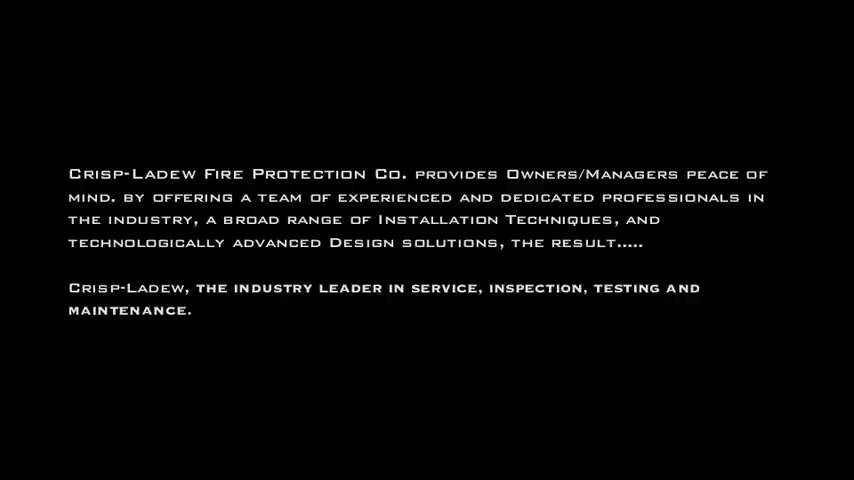 Crisp-Ladew Fire Protection Co. provides Owners/Managers peace of
mind. by offering a team of experienced and dedicated professionals in
the industry, a broad range of Installation Techniques, and
technologically advanced Design solutions, the result.....
Crisp-Ladew, the industry leader in service, inspection, testing and
maintenance.